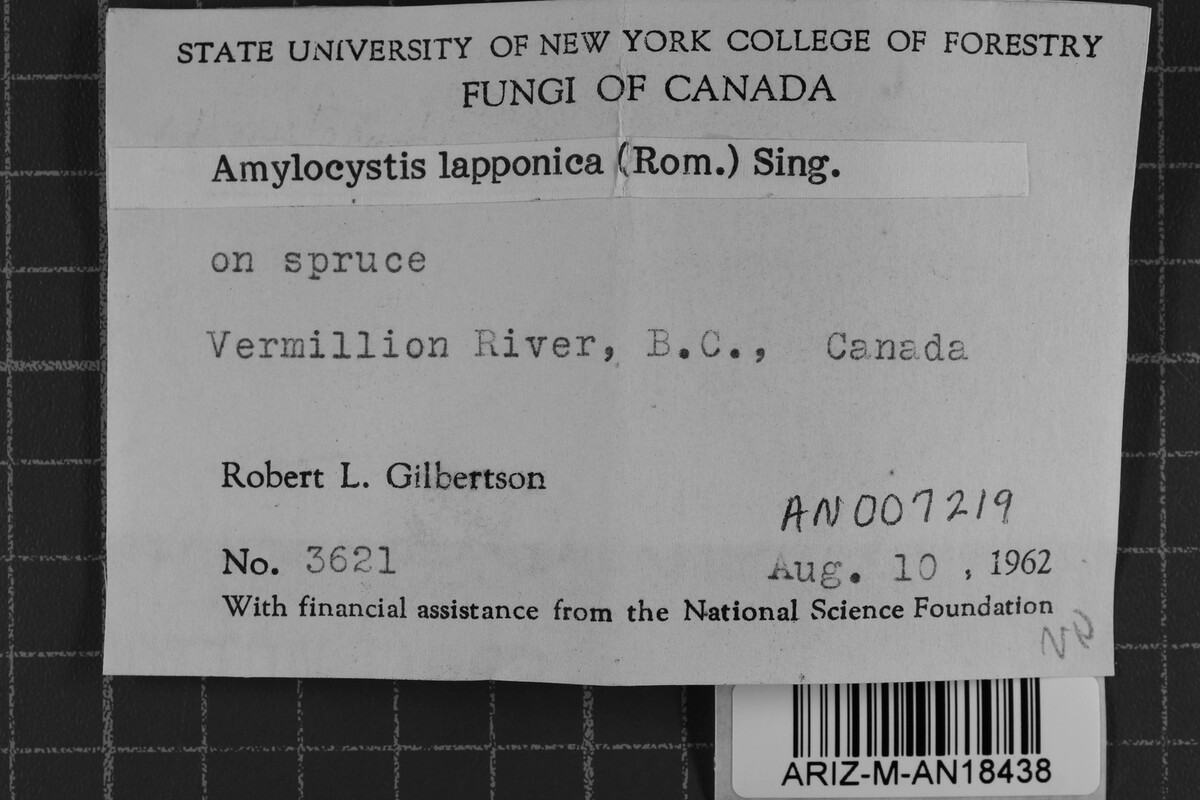 STATE UNIVERSITY OF NEW YORK COLLEGE OF FORESTRY
FUNGI OF CANADA
Amylocystis lapponica (Rom.) Sing.
on spruce
Vermillion River, B.C., Canada
Robert L. Gilbertson
AN007219
No. 3621 Aug. 10, 1962
With financial assistance from the National Science Foundation
ARIZ-M-AN18438